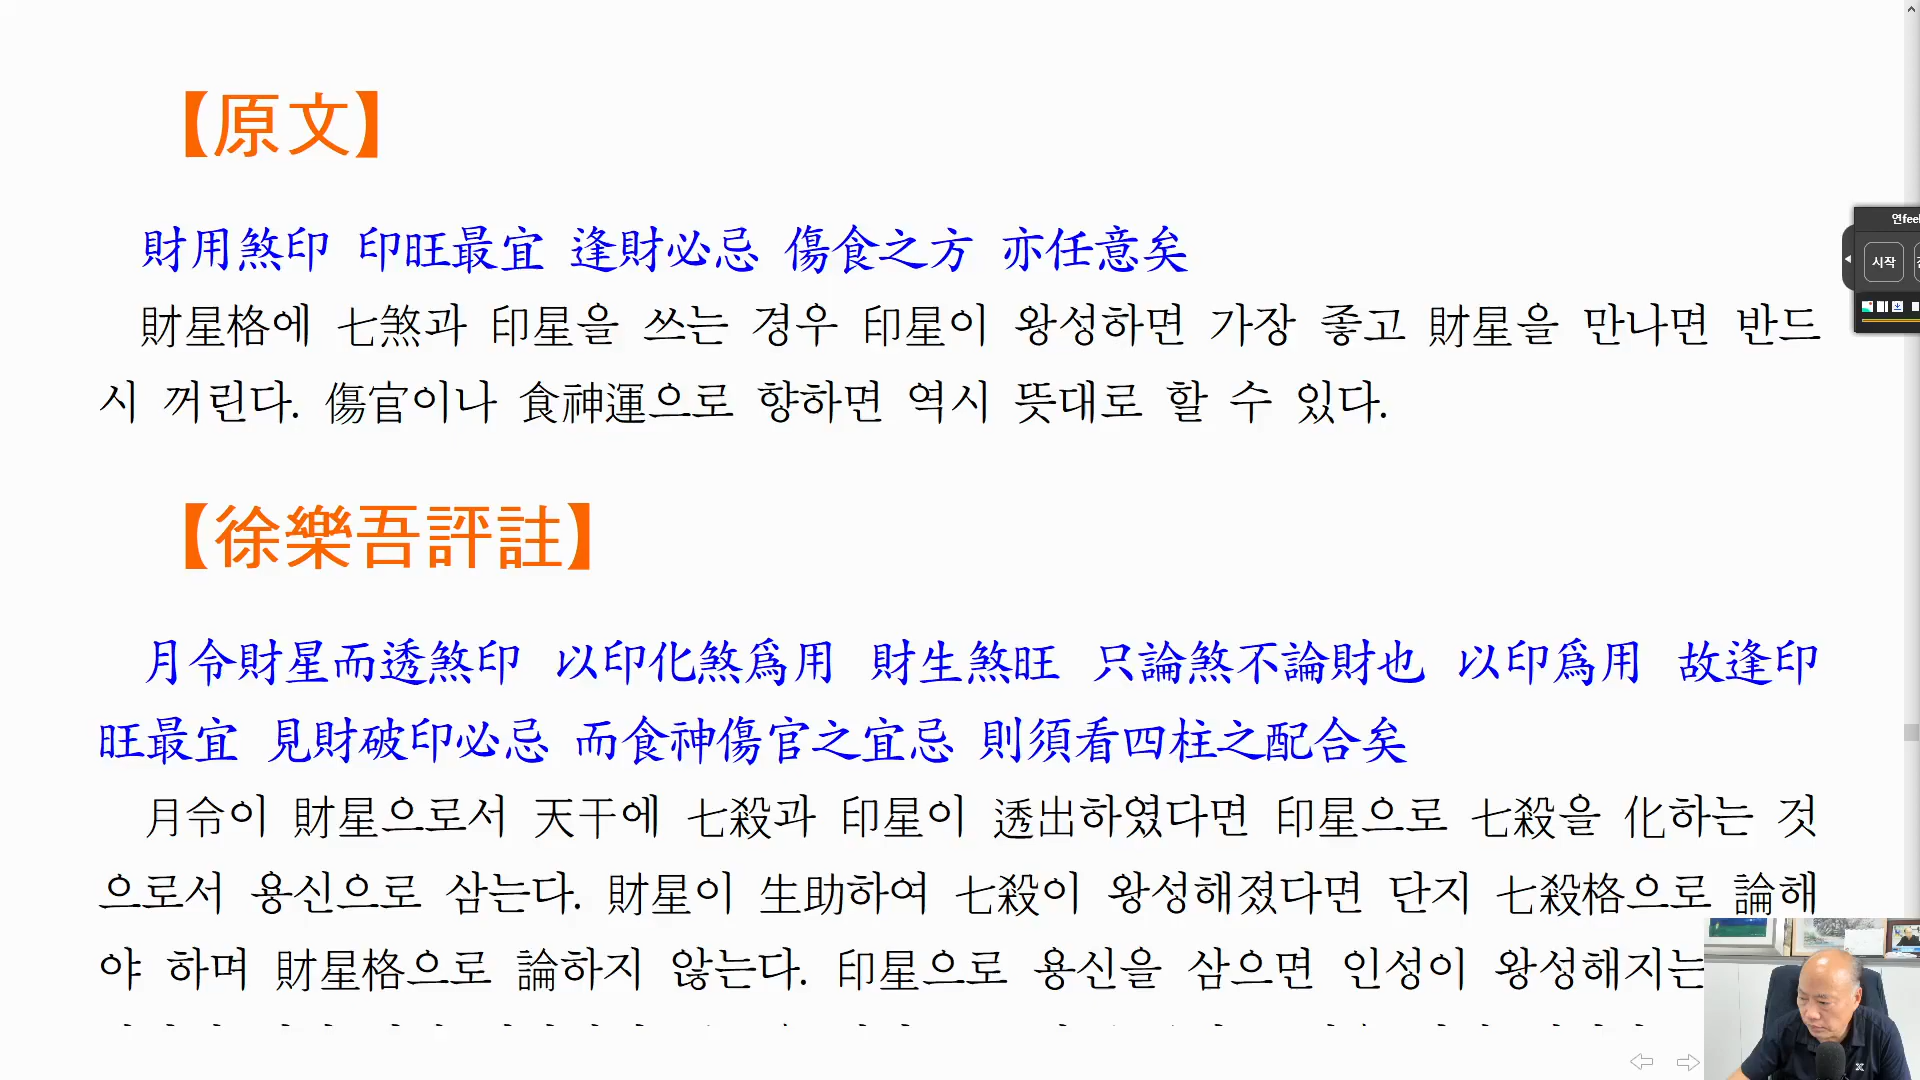 【原文】
財用煞印 印旺最宜 逢財必忌 傷食之方 亦任意矣
財星格에 七煞과 印星을 쓰는 경우 印星이 왕성하면 가장 좋고 財星을 만나면 반드
시 꺼린다. 傷官이나 食神運으로 향하면 역시 뜻대로 할 수 있다.
연feel
시작
【徐樂吾評註】
月令財星而透煞印 以印化煞爲用 財生煞旺 只論煞不論財也 以印爲用 故逢印
旺最宜 見財破印必忌 而食神傷官之宜忌 則須看四柱之配合矣
月令이 財星으로서 天干에 七殺과 印星이 透出하였다면 印星으로 七殺을 化하는 것
으로서 용신으로 삼는다. 財星이 生助하여 七殺이 왕성해졌다면 단지 七殺格으로 論해
야 하며 財星格으로 論하지 않는다. 印星으로 용신을 삼으면 인성이 왕성해지는